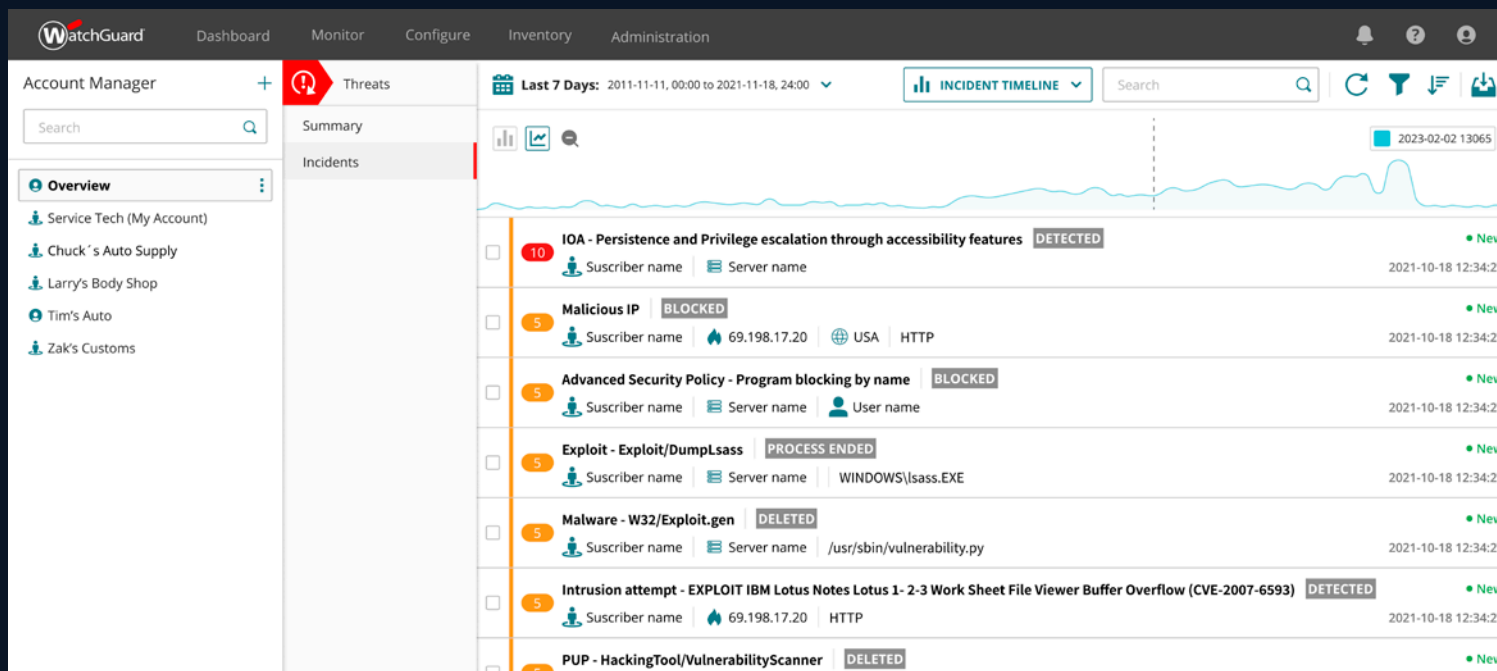 WatchGuard Dashboard Monitor Configure Inventory Administration
Account Manager
Search
Overview
Service Tech (My Account)
Chuck´s Auto Supply
Larry's Body Shop
Tim's Auto
Zak's Customs
Threats
Summary
Incidents
Last 7 Days: 2011-11-11, 00:00 to 2021-11-18, 24:00 INCIDENT TIMELINE Search
2023-02-02 13065
10 IOA - Persistence and Privilege escalation through accessibility features DETECTED New
Suscriber name Server name 2021-10-18 12:34:2
5 Malicious IP BLOCKED New
Suscriber name 69.198.17.20 USA HTTP 2021-10-18 12:34:2
5 Advanced Security Policy - Program blocking by name BLOCKED New
Suscriber name Server name User name 2021-10-18 12:34:2
5 Exploit - Exploit/DumpLsass PROCESS ENDED New
Suscriber name Server name WINDOWS\lsass.EXE 2021-10-18 12:34:2
5 Malware - W32/Exploit.gen DELETED New
Suscriber name Server name /usr/sbin/vulnerability.py 2021-10-18 12:34:2
5 Intrusion attempt - EXPLOIT IBM Lotus Notes Lotus 1- 2-3 Work Sheet File Viewer Buffer Overflow (CVE-2007-6593) DETECTED New
Suscriber name 69.198.17.20 HTTP 2021-10-18 12:34:2
5 PUP - HackingTool/VulnerabilityScanner DELETED New